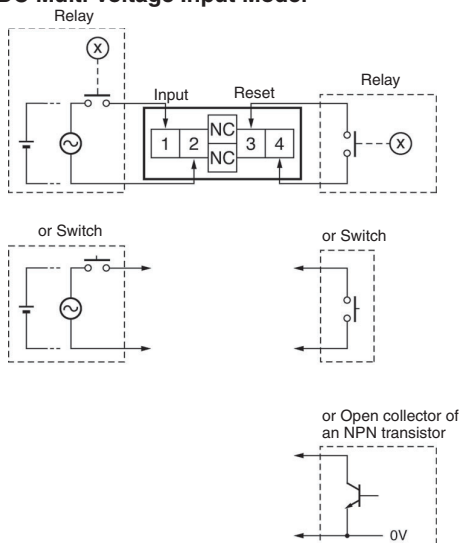 DC Multi-Voltage Input Model
Relay
X
Input
Reset
Relay
1
2
NC
NC
3
4
X
or Switch
or Switch
or Open collector of
an NPN transistor
0V